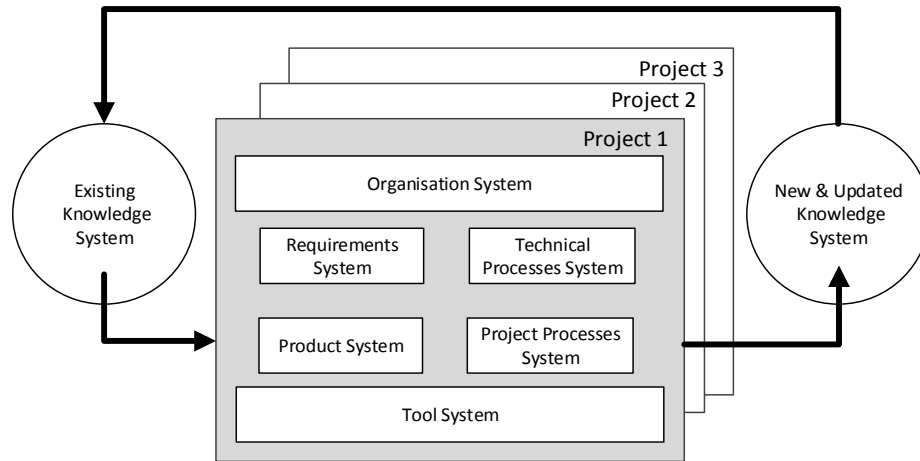 Project 3
Project 2
Project 1
Organisation System
Existing
Knowledge
System
New & Updated
Knowledge
System
Requirements
System
Technical
Processes System
Product System
Project Processes
System
Tool System